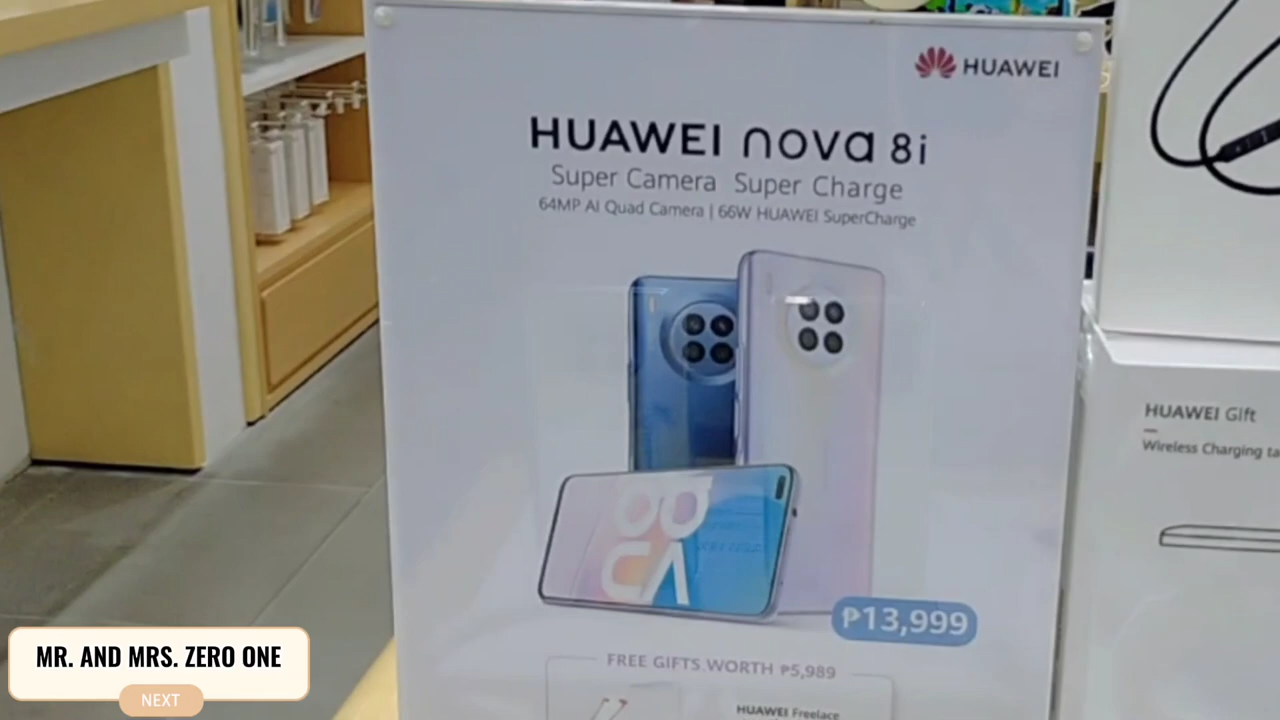 HUAWEI
HUAWEI nova 8i
Super Camera Super Charge
64MP AI Quad Camera | 66W HUAWEI SuperCharge
₱13,999
FREE GIFTS WORTH ₱5,989
HUAWEI Freelace
HUAWEI Gift
Wireless Charging
MR. AND MRS. ZERO ONE
NEXT